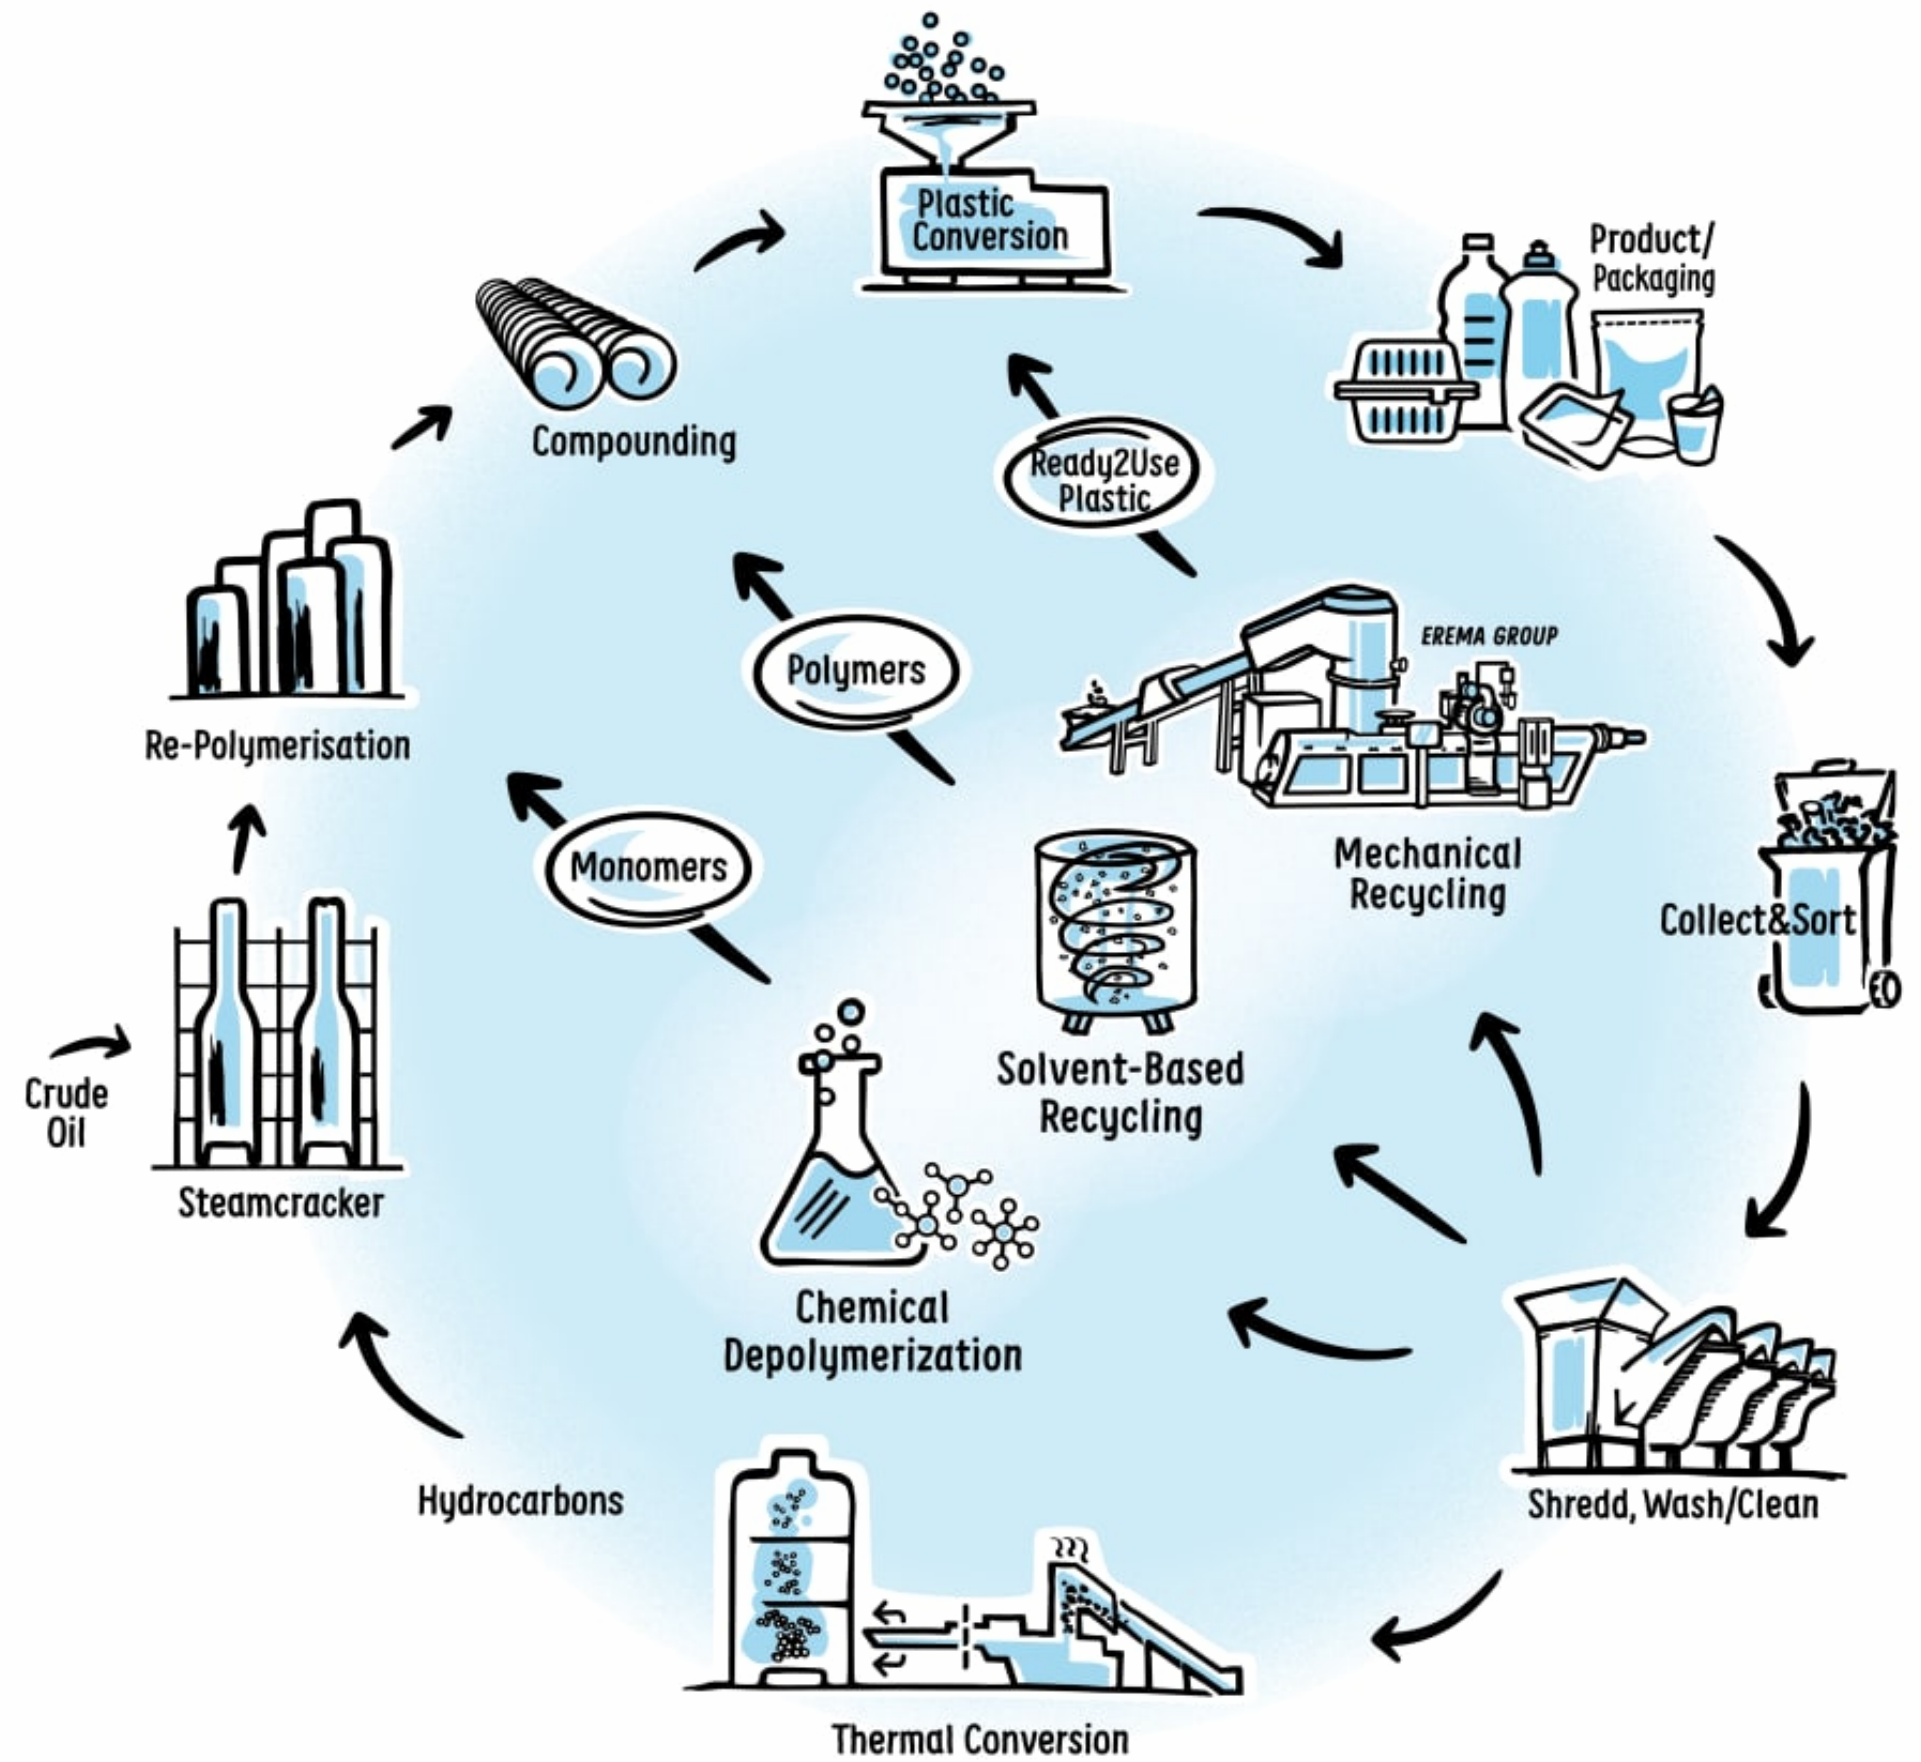 Plastic
Conversion
Product/
Packaging
Compounding
Ready2Use
Plastic
EREMA GROUP
Polymers
Re-Polymerisation
Monomers
Mechanical
Recycling
Collect&Sort
Solvent-Based
Recycling
Crude
Oil
Steamcracker
Chemical
Depolymerization
Hydrocarbons
Shredd, Wash/Clean
Thermal Conversion